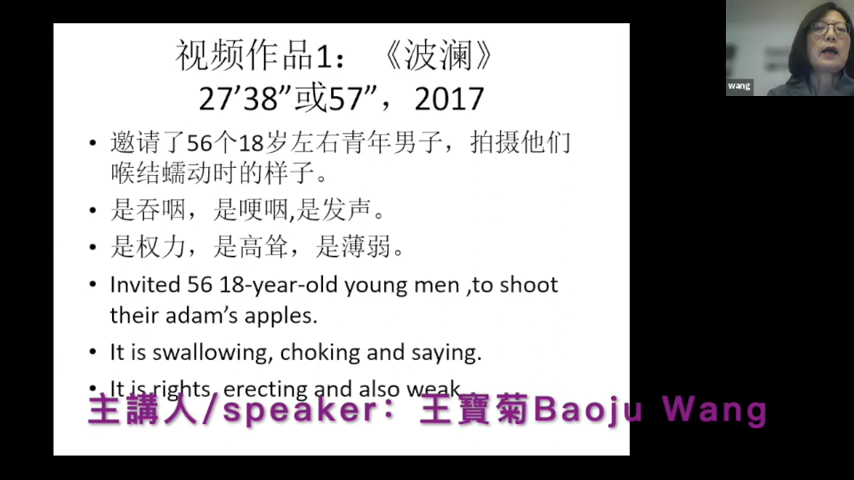 视频作品1：《波澜》
27’38”或57”，2017
• 邀请了56个18岁左右青年男子，拍摄他们
喉结蠕动时的样子。
• 是吞咽，是哽咽,是发声。
• 是权力，是高耸，是薄弱。
• Invited 56 18-year-old young men ,to shoot
their adam’s apples.
• It is swallowing, choking and saying.
• It is rights, erecting and also weak
主講人/speaker：王寶菊Baoju Wang
wang